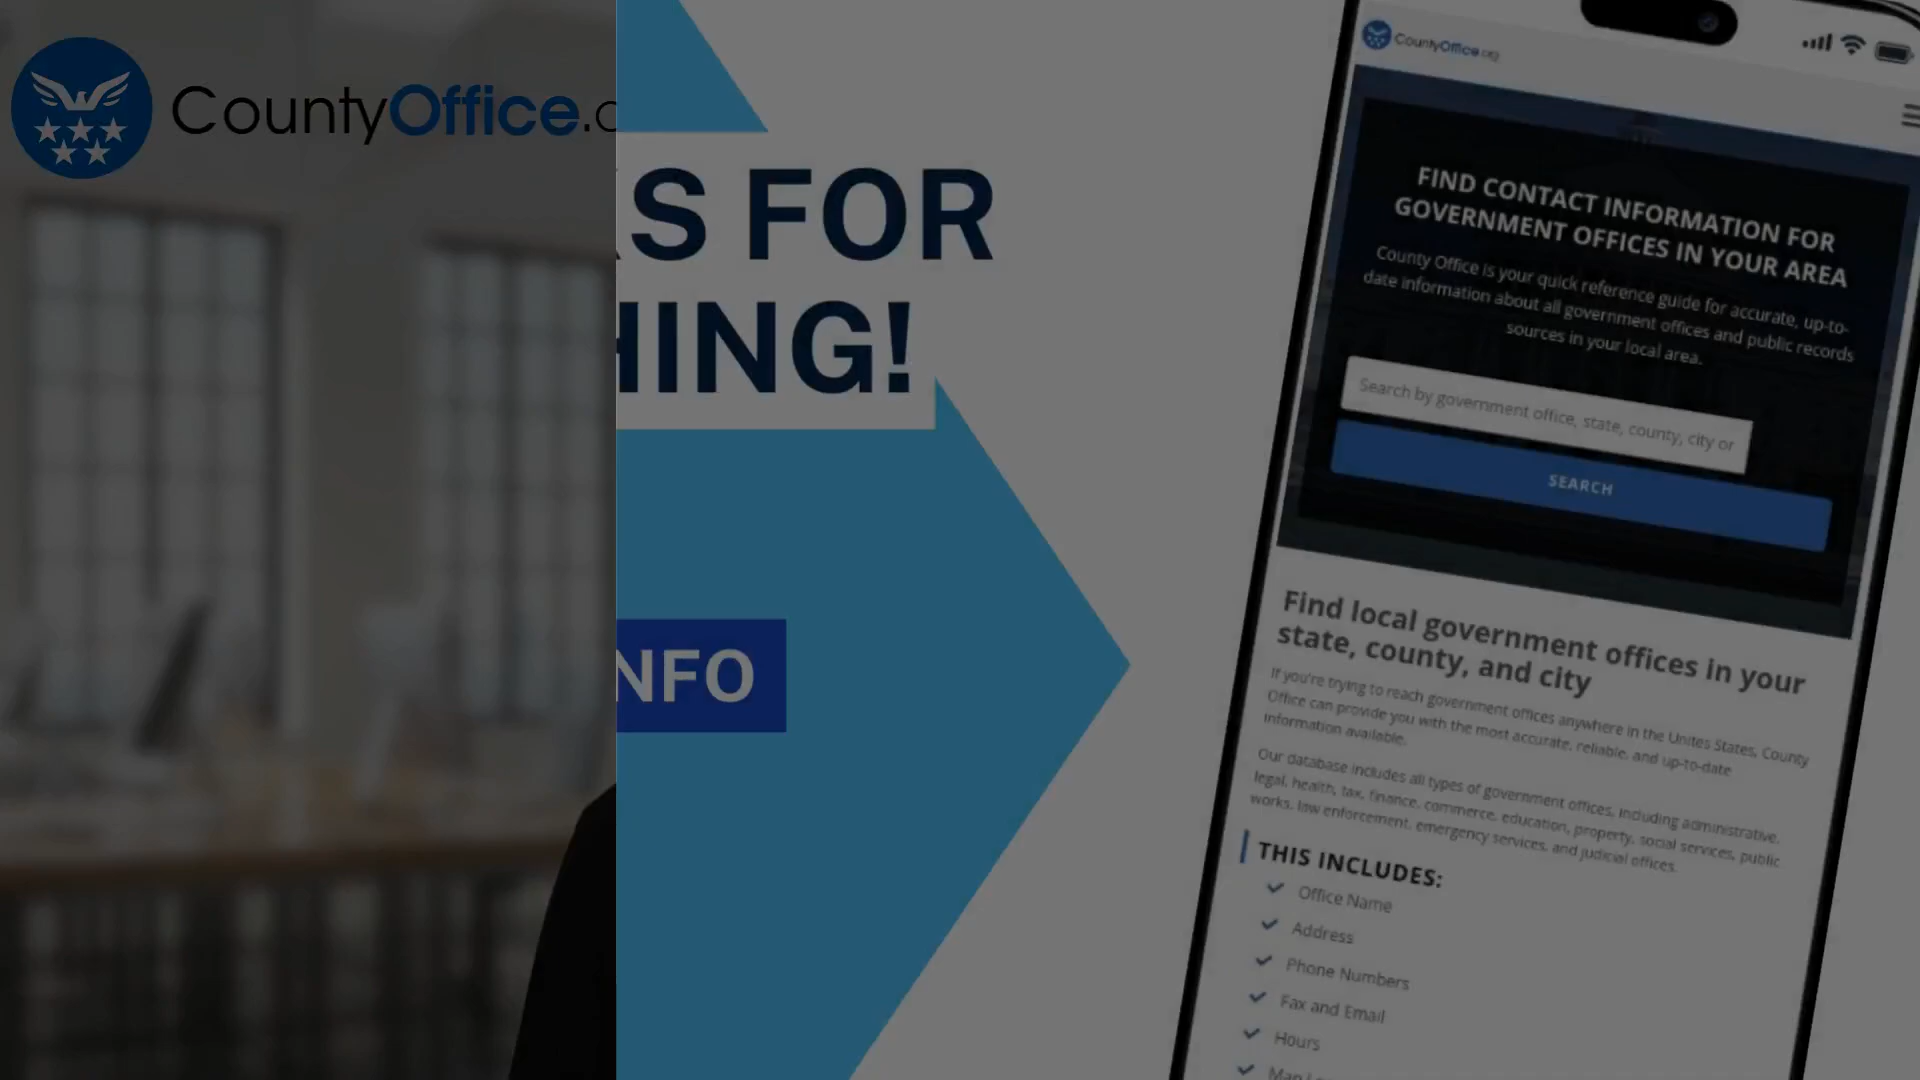 CountyOffice.
S FOR
HING!
NFO
CountyOffice.org
FIND CONTACT INFORMATION FOR
GOVERNMENT OFFICES IN YOUR AREA
County Office is your quick reference guide for accurate, up-to-
date information about all government offices and public records
sources in your local area.
Search by government office, state, county, city or
SEARCH
Find local government offices in your
state, county, and city
If you're trying to reach government offices anywhere in the Unites States, County
Office can provide you with the most accurate, reliable, and up-to-date
information available.
Our database includes all types of government offices, including administrative,
legal, health, tax, finance, commerce, education, property, social services, public
works, law enforcement, emergency services, and judicial offices.
THIS INCLUDES:
Office Name
Address
Phone Numbers
Fax and Email
Hours
Map